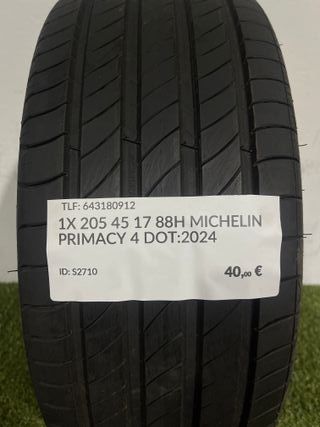 TLF: 643180912
1X 205 45 17 88H MICHELIN
PRIMACY 4 DOT:2024
ID: S2710
40,00 €